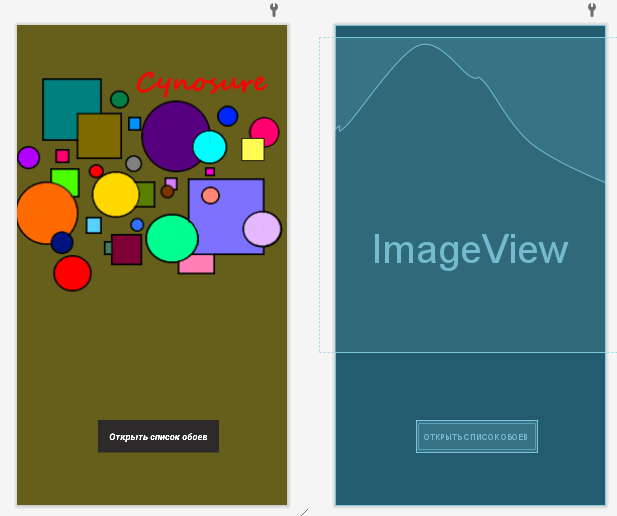 Cynosure
Открыть список обоев
ImageView
ОТКРЫТЬ СПИСОК ОБОЕВ